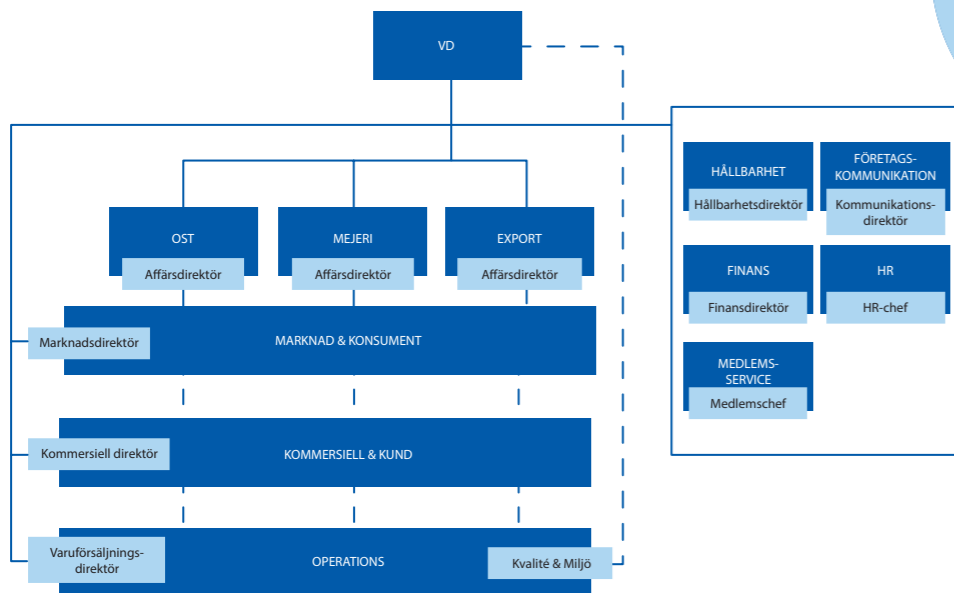 VD
OST
Affärsdirektör
MEJERI
Affärsdirektör
EXPORT
Affärsdirektör
Marknadsdirektör
MARKNAD & KONSUMENT
Kommersiell direktör
KOMMERSIELL & KUND
Varuförsäljnings-
direktör
OPERATIONS
Kvalité & Miljö
HÅLLBARHET
Hållbarhetsdirektör
FÖRETAGS-
KOMMUNIKATION
Kommunikations-
direktör
FINANS
Finansdirektör
HR
HR-chef
MEDLEMS-
SERVICE
Medlemschef